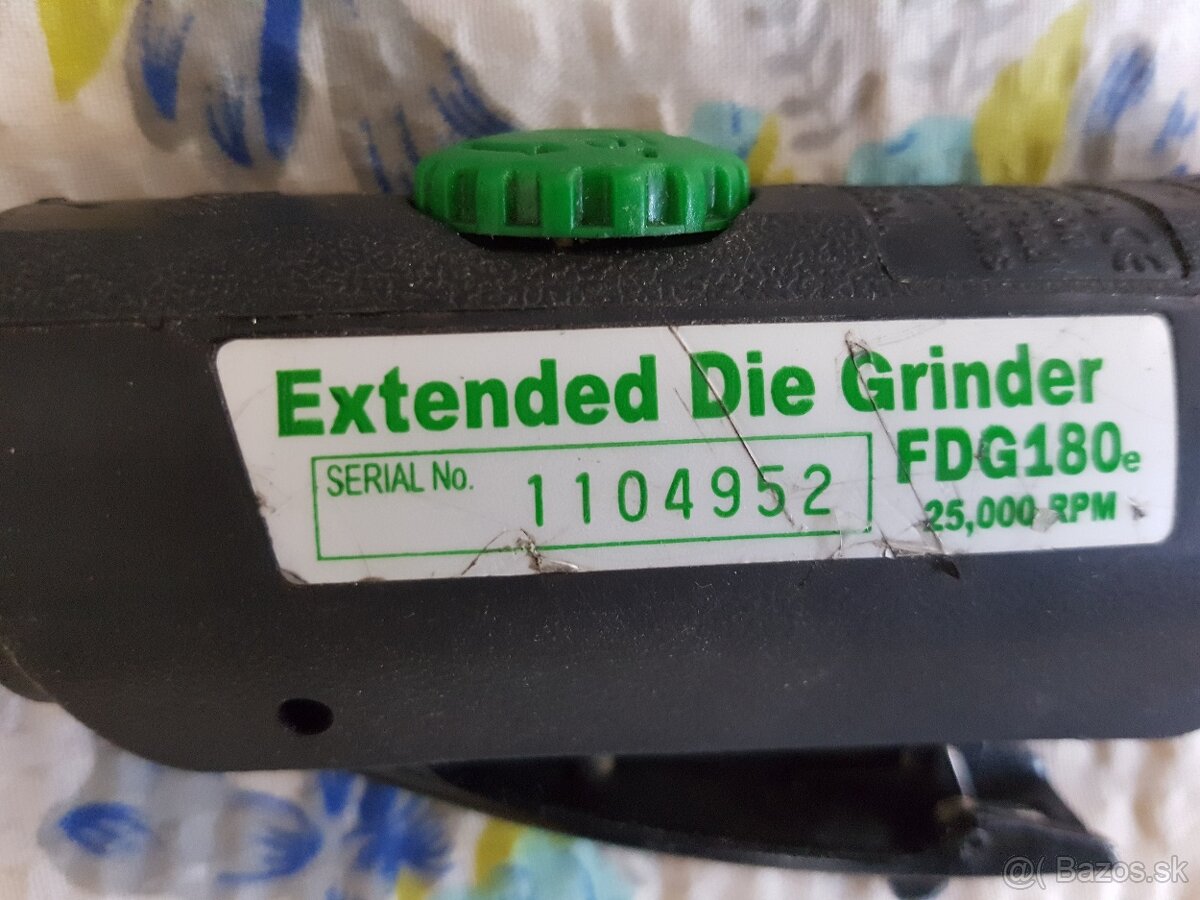 Extended Die Grinder
SERIAL No. 1104952
FDG180e
25,000 RPM
@( Bazos.sk